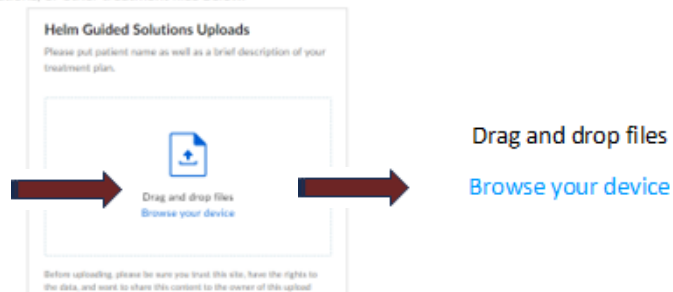 Helm Guided Solutions Uploads
Please put patient name as well as a brief description of your
treatment plan.
Drag and drop files
Browse your device
Drag and drop files
Browse your device
Before uploading, please be sure you trust this site, have the rights to
the data, and want to share this content to the owner of this upload